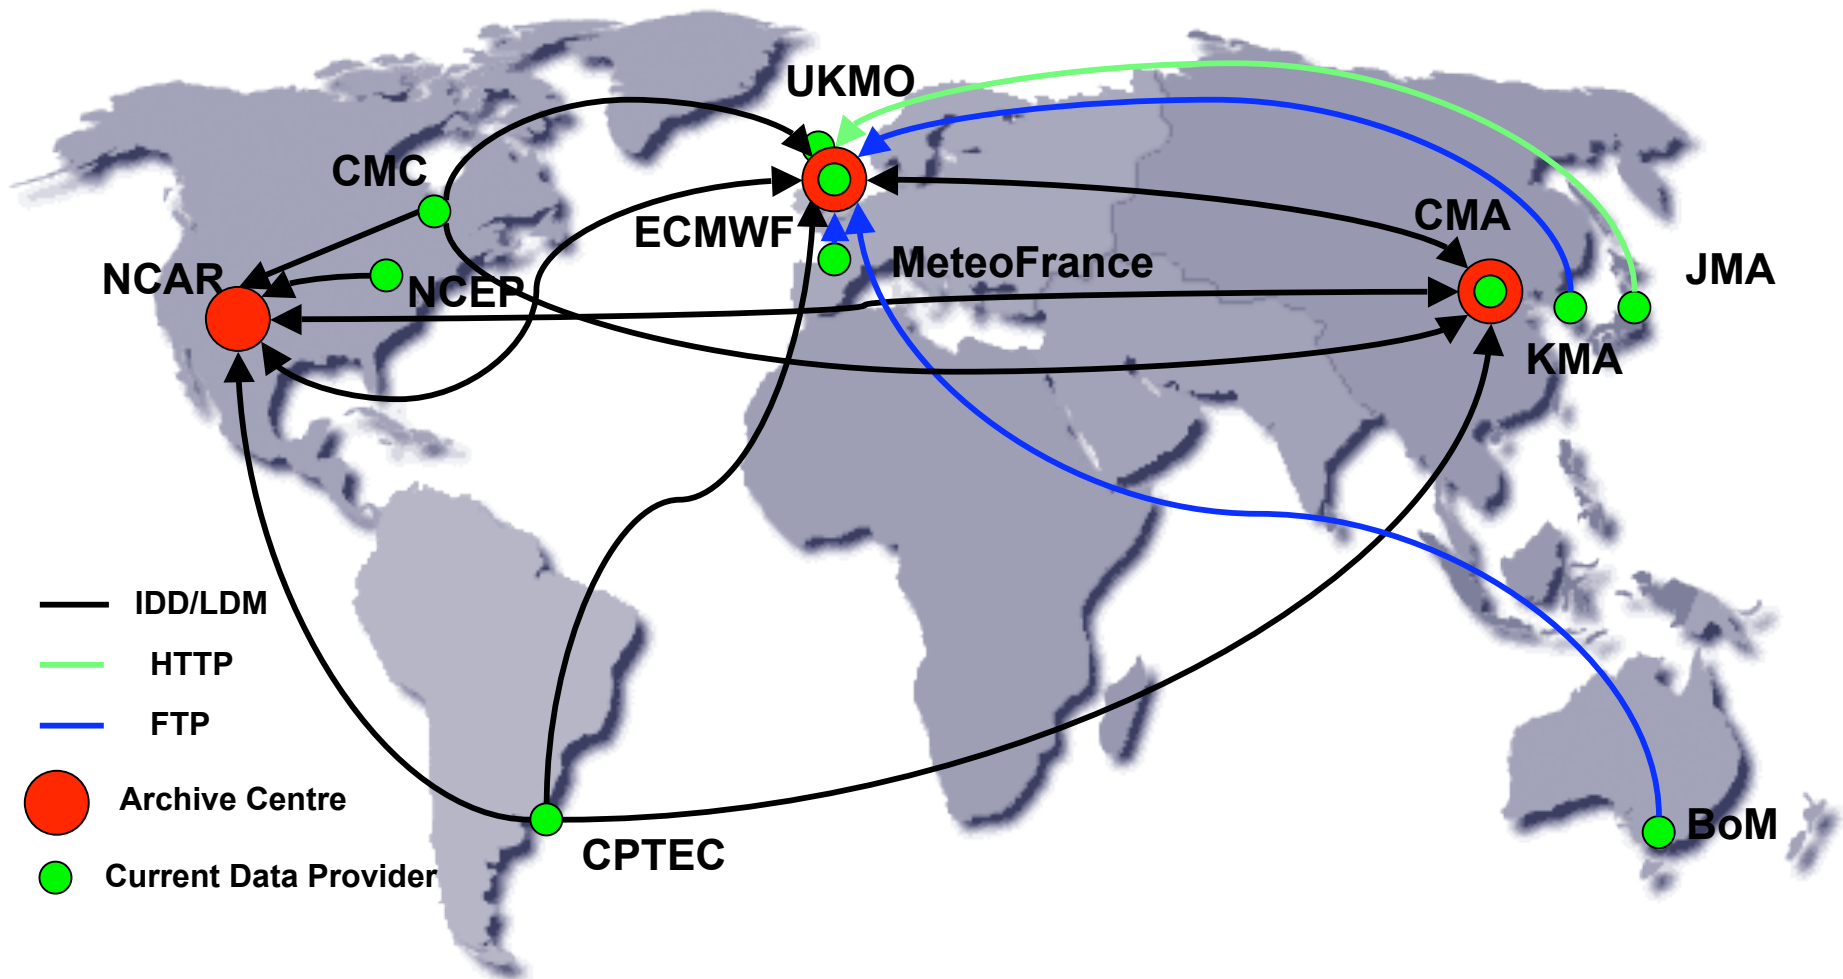 UKMO
CMC
CMA
ECMWF
MeteoFrance
NCAR
NCEP
JMA
KMA
IDD/LDM
HTTP
FTP
Archive Centre
BoM
CPTEC
Current Data Provider